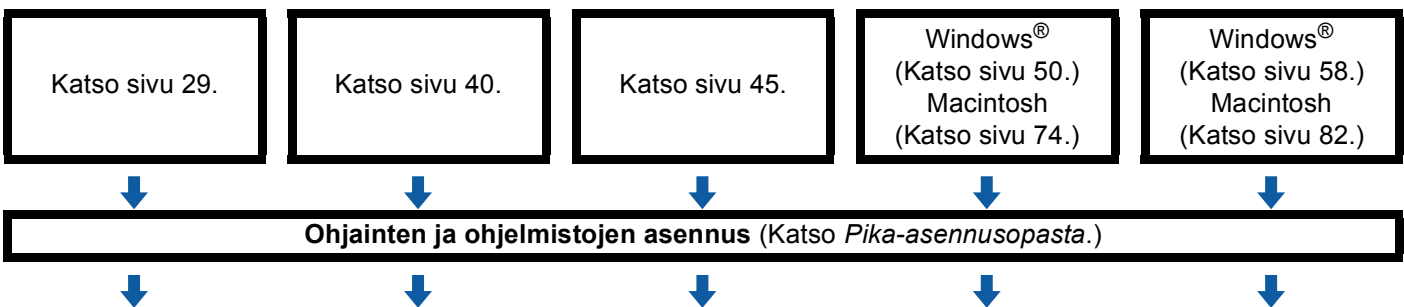 Katso sivu 29.
Katso sivu 40.
Katso sivu 45.
Windows®
(Katso sivu 50.)
Macintosh
(Katso sivu 74.)
Windows®
(Katso sivu 58.)
Macintosh
(Katso sivu 82.)
Ohjainten ja ohjelmistojen asennus (Katso Pika-asennusopasta.)